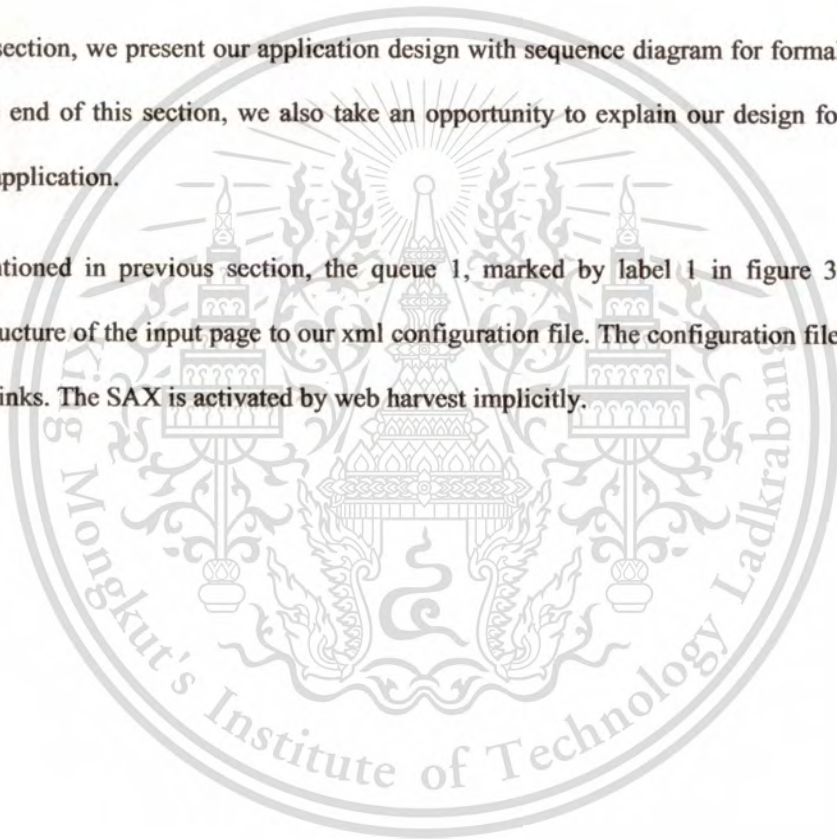 section, we present our application design with sequence diagram for formal
end of this section, we also take an opportunity to explain our design fo
application.
tioned in previous section, the queue 1, marked by label 1 in figure 3
ucture of the input page to our xml configuration file. The configuration file
inks. The SAX is activated by web harvest implicitly.
King Mongkut's Institute of Technology Ladkrabang